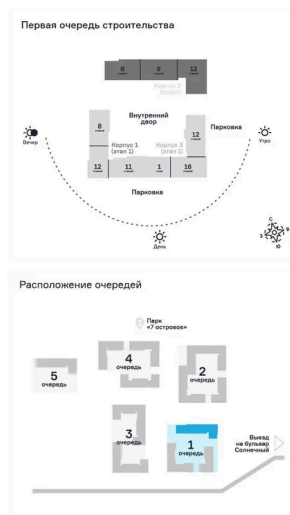 Первая очередь строительства
8
9
12
Корпус 2
8
Внутренний
двор
Парковка
Вечер
Утро
Корпус 1
(этап 1)
Корпус 3
(этап 1)
12
12
11
1
16
Парковка
День
С
В
Ю
З
Расположение очередей
Парк
«7 островов»
4
очередь
2
очередь
5
очередь
3
очередь
1
очередь
Выезд
на бульвар
Солнечный